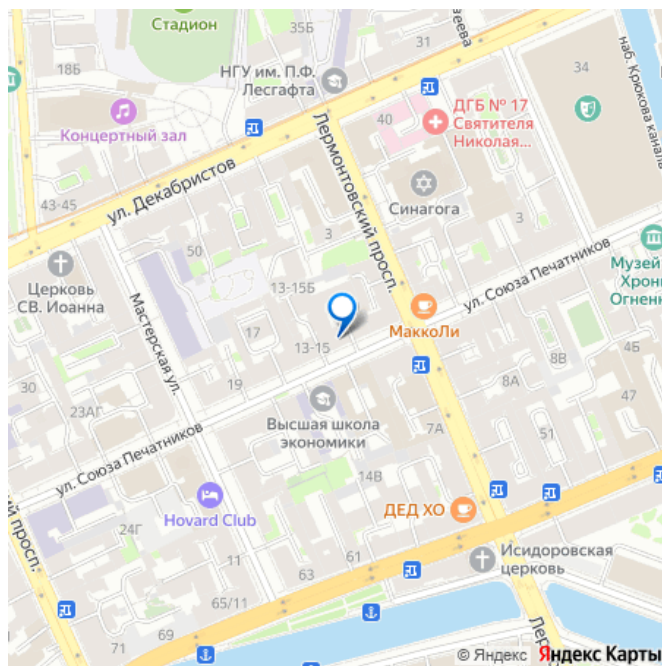 Стадион
35Б
31
18Б
НГУ им. П.Ф.
Лесгафта
34
наб. Крюкова канала
40
ДГБ № 17
Святителя
Николая...
Концертный зал
ул. Декабристов
Лермонтовский просп.
Синагога
43-45
3
3
50
Церковь
СВ. Иоанна
13-15Б
ул. Союза Печатников
Мастерская ул.
МаккоЛи
17
13-15
8В
4Б
30
19
8А
47
23АГ
Высшая школа
экономики
7А
51
ул. Союза Печатников
14В
Hovard Club
ДЕД ХО
24Г
11
61
Исидоровская
церковь
63
65/11
69
71
© Яндекс Яндекс Карты